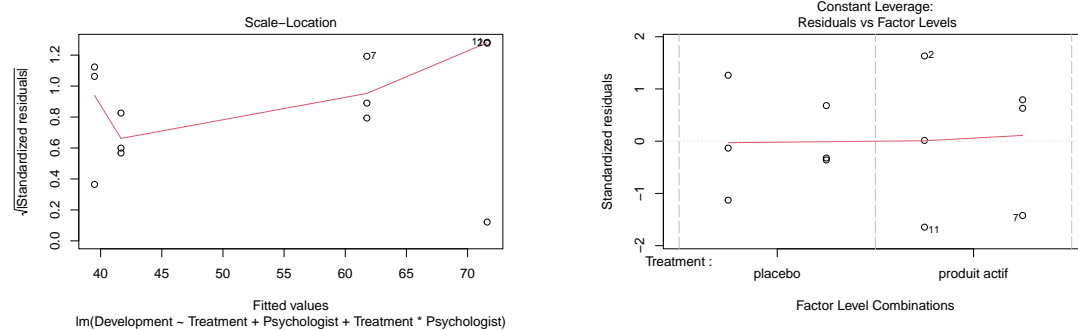 Scale−Location
√|Standardized residuals|
0.0 0.2 0.4 0.6 0.8 1.0 1.2
7
40 45 50 55 60 65 70
Fitted values
lm(Development ~ Treatment + Psychologist + Treatment * Psychologist)
Constant Leverage:
Residuals vs Factor Levels
Standardized residuals
−2 −1 0 1 2
2
11
7
Treatment :
placebo produit actif
Factor Level Combinations